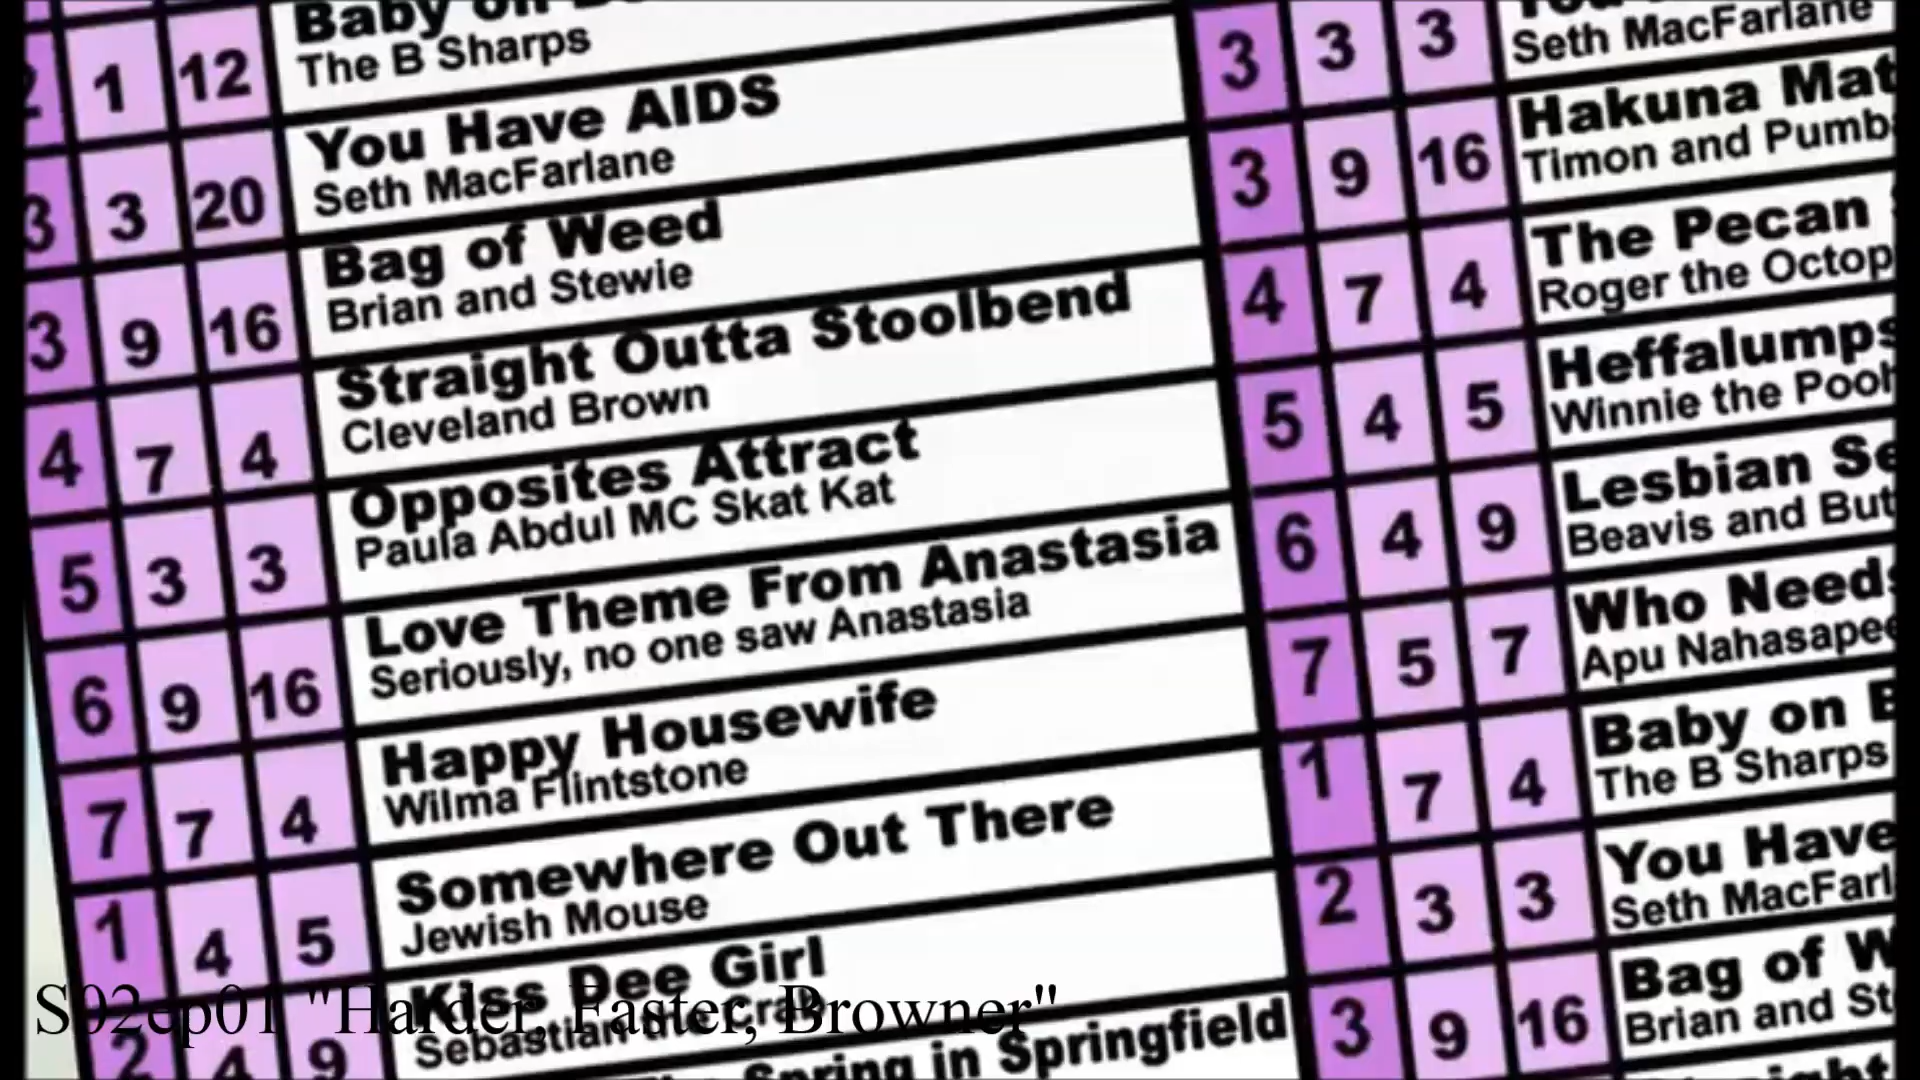 2 1 12 Baby on
The B Sharps
3 3 20 You Have AIDS
Seth MacFarlane
3 9 16 Bag of Weed
Brian and Stewie
4 7 4 Straight Outta Stoolbend
Cleveland Brown
5 3 3 Opposites Attract
Paula Abdul MC Skat Kat
6 9 16 Love Theme From Anastasia
Seriously, no one saw Anastasia
7 7 4 Happy Housewife
Wilma Flintstone
1 4 5 Somewhere Out There
Jewish Mouse
2 4 9 Kiss Dee Girl
Sebastian the Crab
Spring in Springfield
3 3 3
Seth MacFarlane
3 9 16 Hakuna Mat
Timon and Pumb
4 7 4 The Pecan
Roger the Octop
5 4 5 Heffalumps
Winnie the Pooh
6 4 9 Lesbian Se
Beavis and But
7 5 7 Who Needs
Apu Nahasapee
1 7 4 Baby on B
The B Sharps
2 3 3 You Have
Seth MacFarl
3 9 16 Bag of W
Brian and St
S02ep01 "Harder, Faster, Browner"